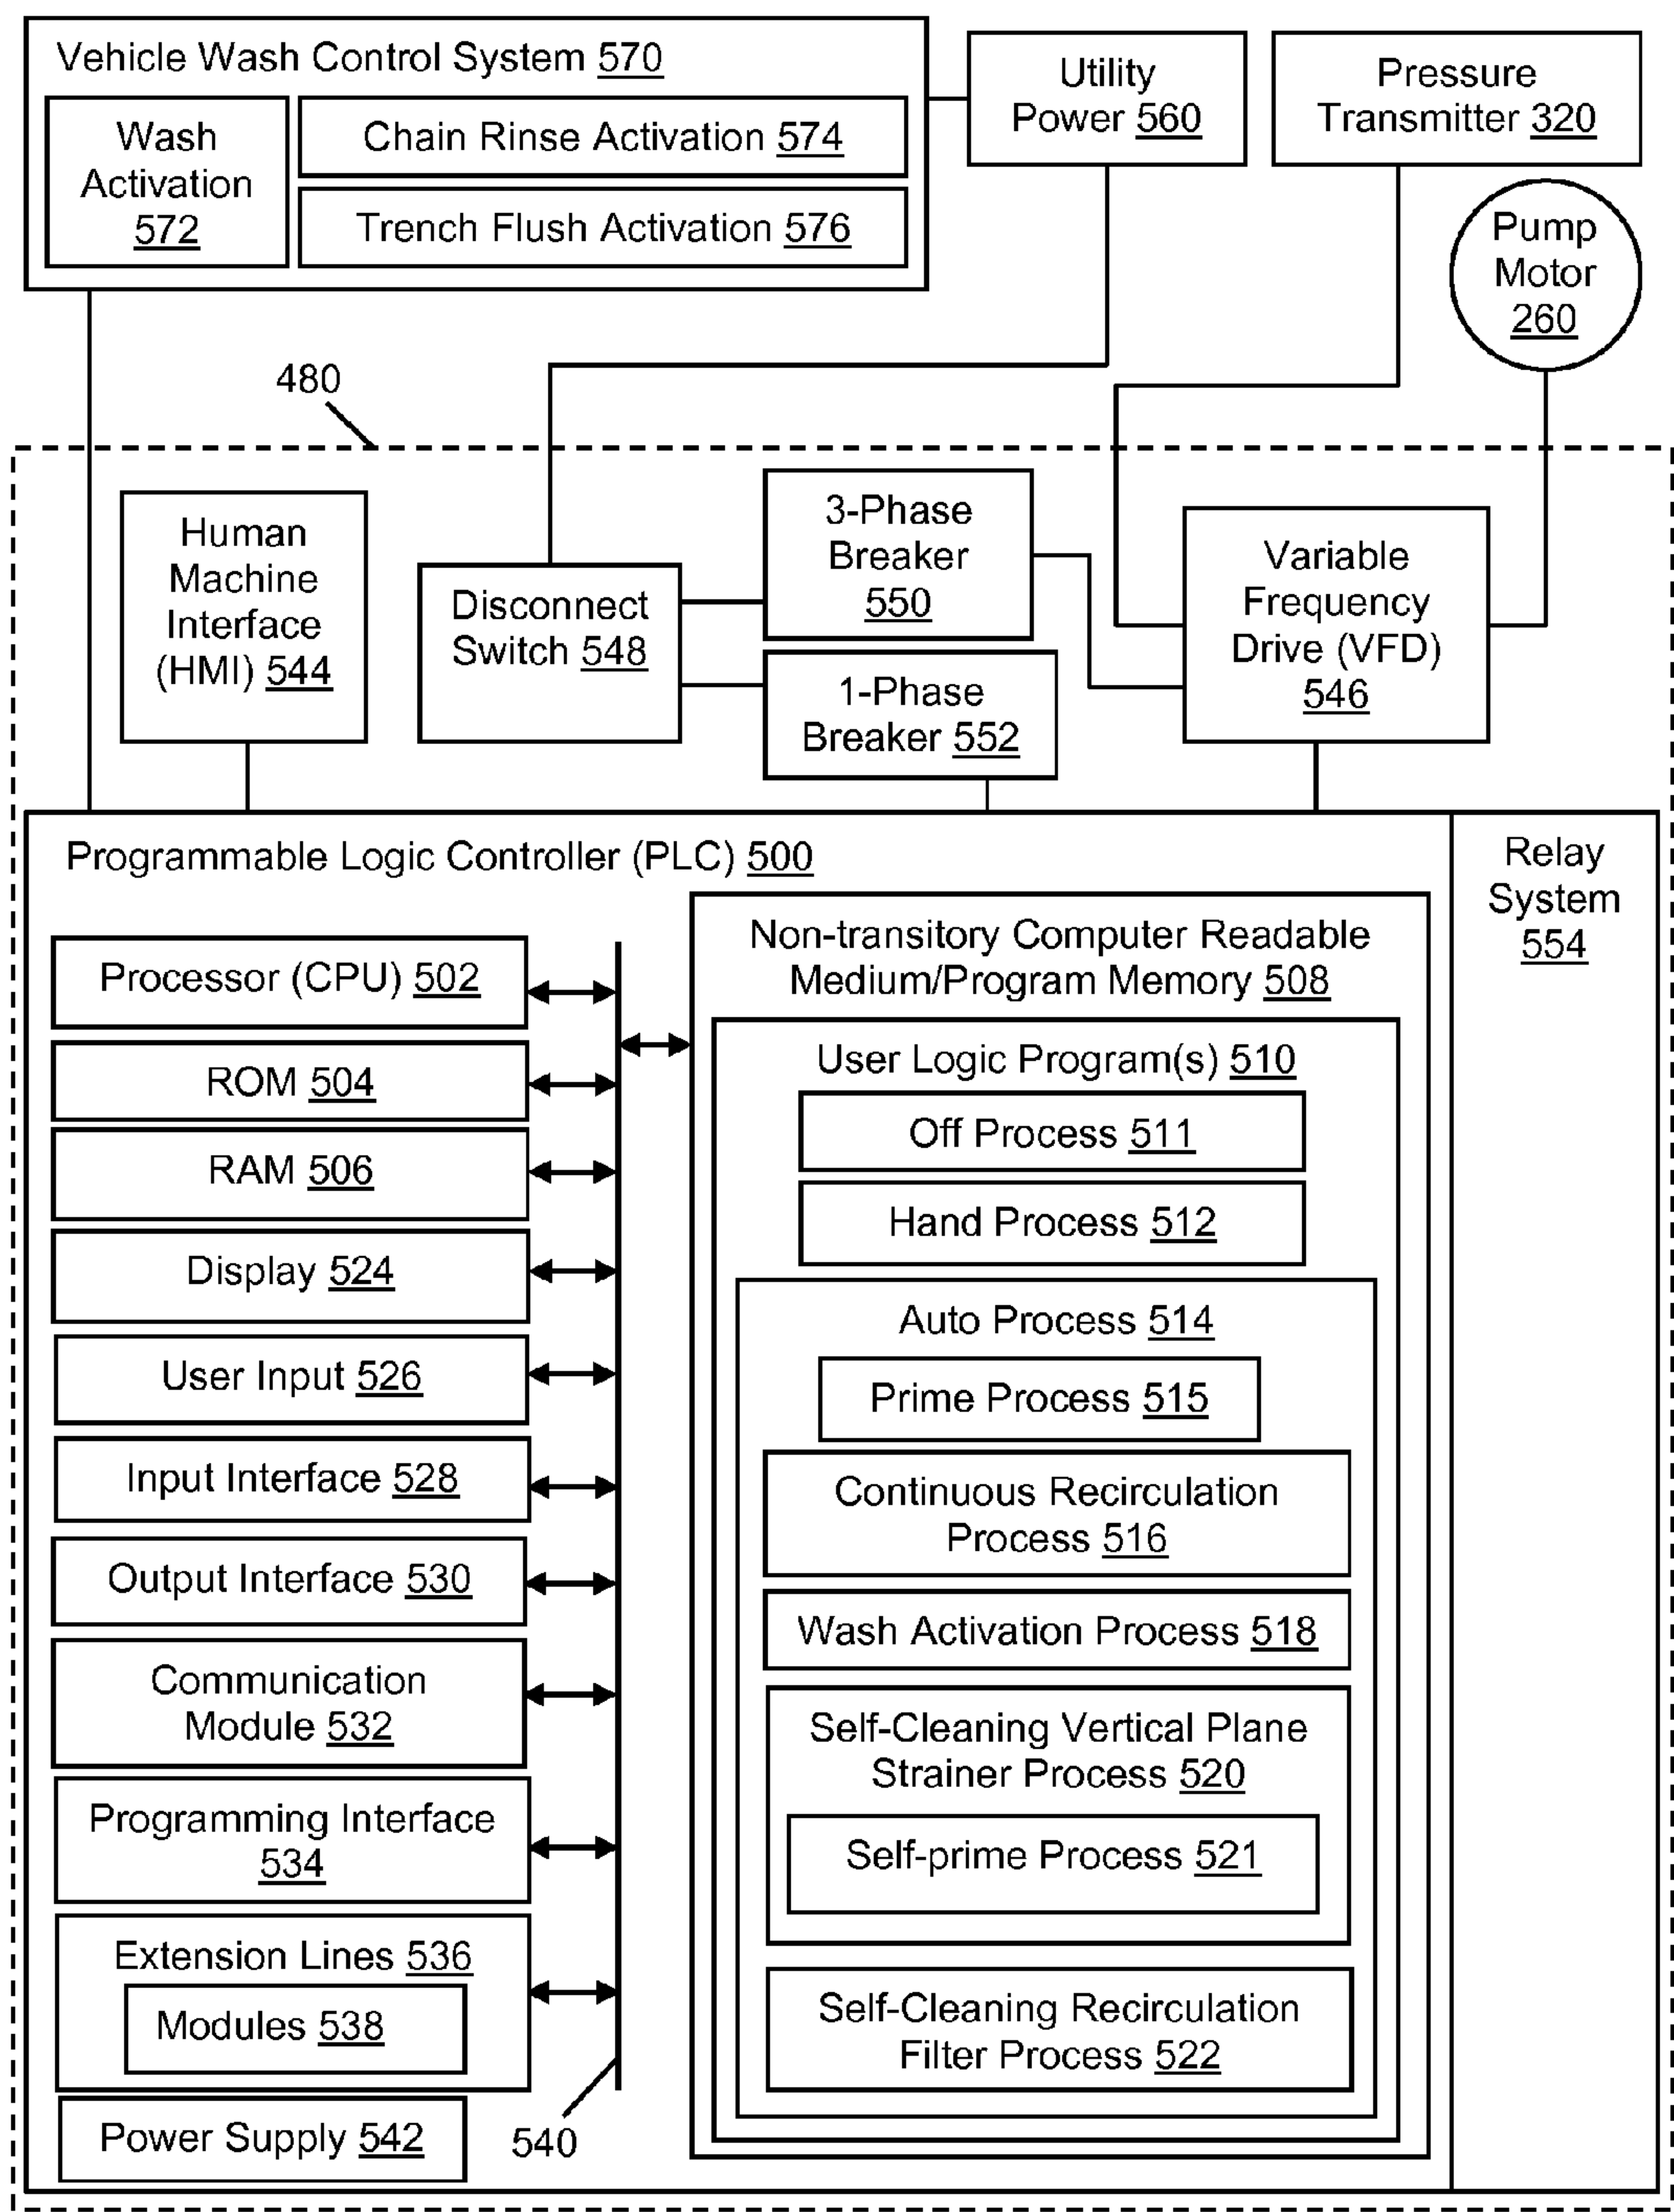 Vehicle Wash Control System 570
Wash
Activation
572
Chain Rinse Activation 574
Trench Flush Activation 576
Utility
Power 560
Pressure
Transmitter 320
Pump
Motor
260
480
Human
Machine
Interface
(HMI) 544
Disconnect
Switch 548
3-Phase
Breaker
550
1-Phase
Breaker 552
Variable
Frequency
Drive (VFD)
546
Programmable Logic Controller (PLC) 500
Relay
System
554
Processor (CPU) 502
ROM 504
RAM 506
Display 524
User Input 526
Input Interface 528
Output Interface 530
Communication
Module 532
Programming Interface
534
Extension Lines 536
Modules 538
Power Supply 542
540
Non-transitory Computer Readable
Medium/Program Memory 508
User Logic Program(s) 510
Off Process 511
Hand Process 512
Auto Process 514
Prime Process 515
Continuous Recirculation
Process 516
Wash Activation Process 518
Self-Cleaning Vertical Plane
Strainer Process 520
Self-prime Process 521
Self-Cleaning Recirculation
Filter Process 522